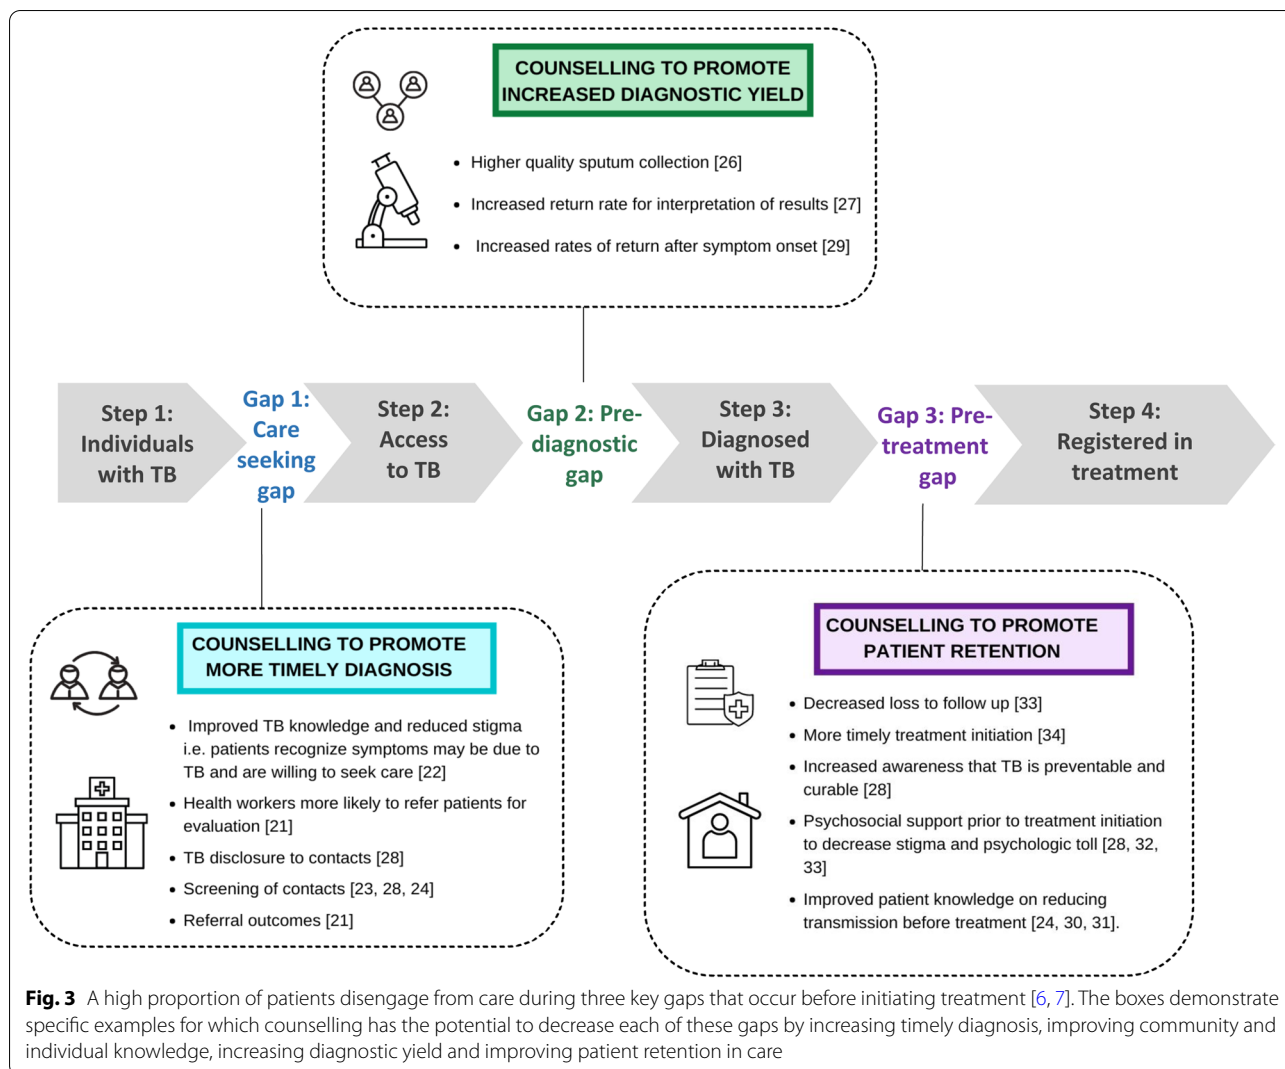 COUNSELLING TO PROMOTE
INCREASED DIAGNOSTIC YIELD
• Higher quality sputum collection [26]
• Increased return rate for interpretation of results [27]
• Increased rates of return after symptom onset [29]
Step 1:
Individuals
with TB
Gap 1:
Care
seeking
gap
Step 2:
Access
to TB
Gap 2: Pre-
diagnostic
gap
Step 3:
Diagnosed
with TB
Gap 3: Pre-
treatment
gap
Step 4:
Registered in
treatment
COUNSELLING TO PROMOTE
MORE TIMELY DIAGNOSIS
• Improved TB knowledge and reduced stigma
i.e. patients recognize symptoms may be due to
TB and are willing to seek care [22]
• Health workers more likely to refer patients for
evaluation [21]
• TB disclosure to contacts [28]
• Screening of contacts [23, 28, 24]
• Referral outcomes [21]
COUNSELLING TO PROMOTE
PATIENT RETENTION
• Decreased loss to follow up [33]
• More timely treatment initiation [34]
• Increased awareness that TB is preventable and
curable [28]
• Psychosocial support prior to treatment initiation
to decrease stigma and psychologic toll [28, 32,
33]
• Improved patient knowledge on reducing
transmission before treatment [24, 30, 31].
Fig. 3 A high proportion of patients disengage from care during three key gaps that occur before initiating treatment [6, 7]. The boxes demonstrate
specific examples for which counselling has the potential to decrease each of these gaps by increasing timely diagnosis, improving community and
individual knowledge, increasing diagnostic yield and improving patient retention in care